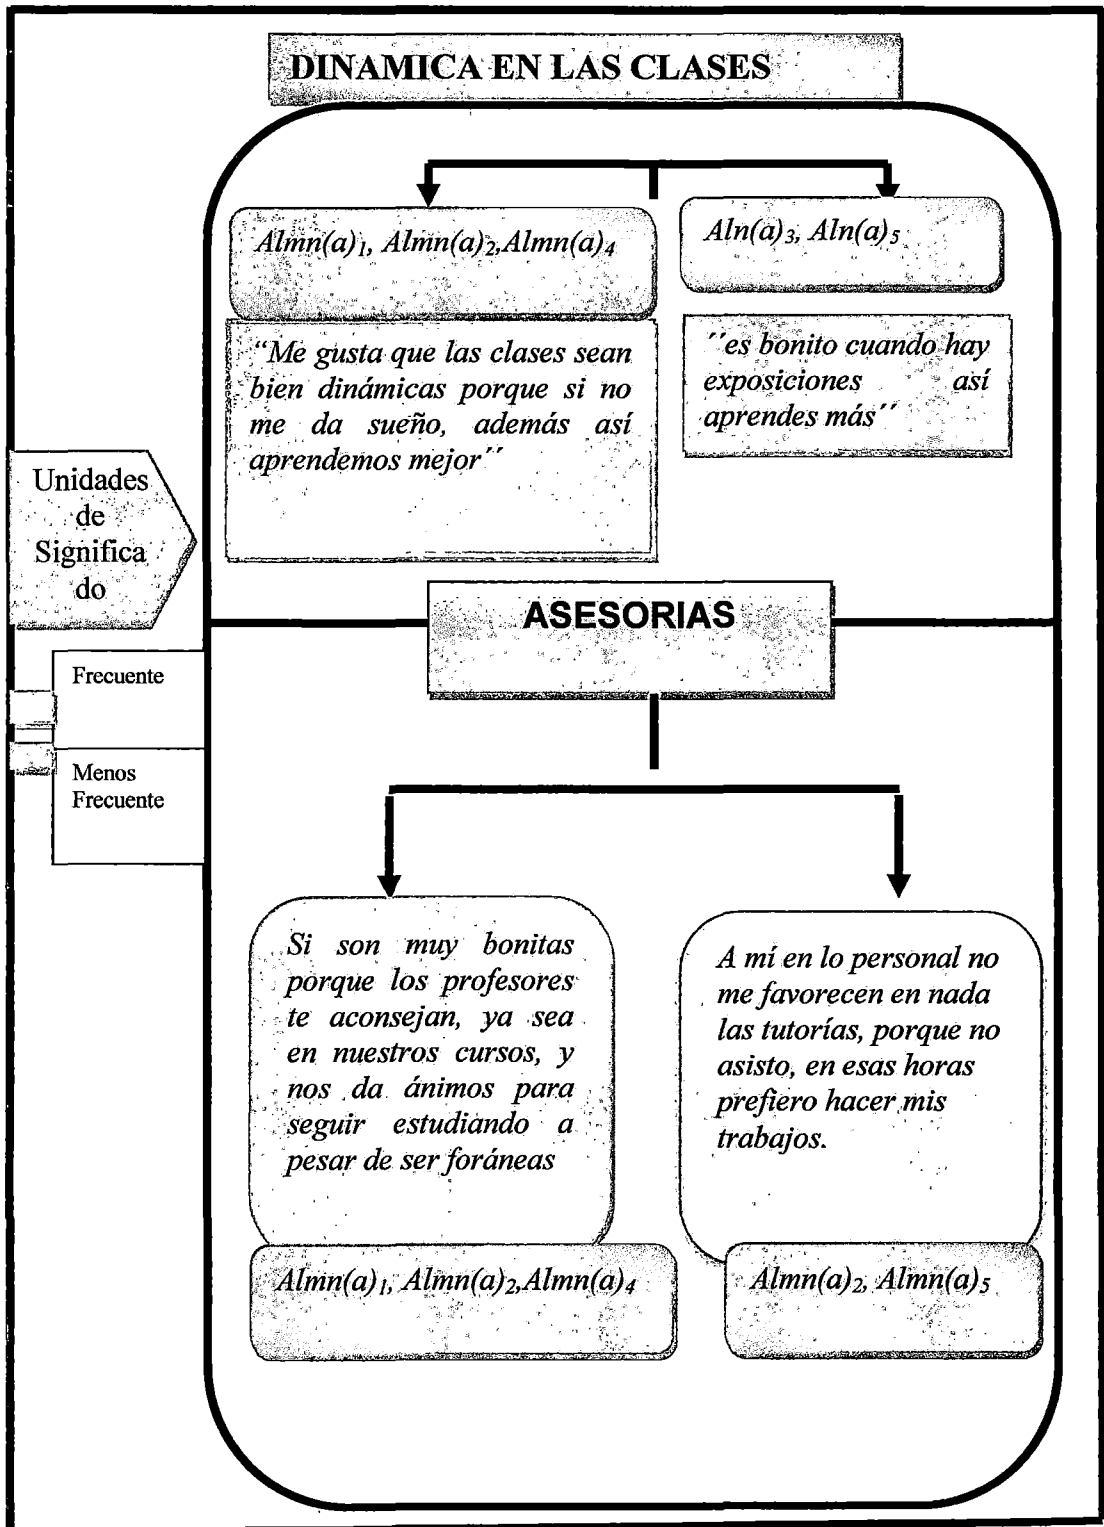 DINAMICA EN LAS CLASES
Almn(a)1, Almn(a)2,Almn(a)4
Aln(a)3, Aln(a)5
“Me gusta que las clases sean
bien dinámicas porque si no
me da sueño, además así
aprendemos mejor´´
´´es bonito cuando hay
exposiciones así
aprendes más´´
Unidades
de
Significa
do
Frecuente
Menos
Frecuente
ASESORIAS
Si son muy bonitas
porque los profesores
te aconsejan, ya sea
en nuestros cursos, y
nos da ánimos para
seguir estudiando a
pesar de ser foráneas
A mí en lo personal no
me favorecen en nada
las tutorías, porque no
asisto, en esas horas
prefiero hacer mis
trabajos.
Almn(a)1, Almn(a)2,Almn(a)4
Almn(a)2, Almn(a)5